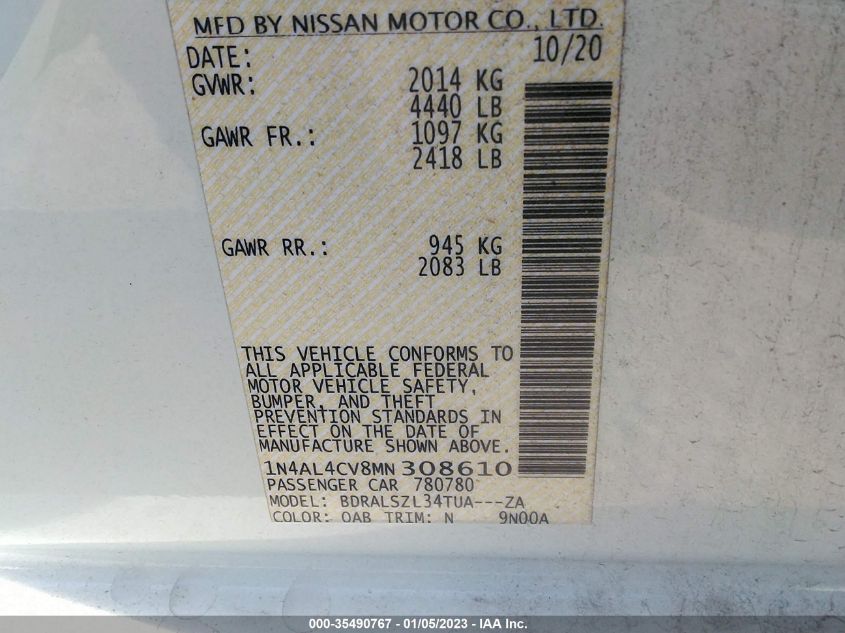 MFD BY NISSAN MOTOR CO., LTD.
DATE: 10/20
GVWR: 2014 KG
4440 LB
GAWR FR.: 1097 KG
2418 LB
GAWR RR.: 945 KG
2083 LB
THIS VEHICLE CONFORMS TO
ALL APPLICABLE FEDERAL
MOTOR VEHICLE SAFETY,
BUMPER, AND THEFT
PREVENTION STANDARDS IN
EFFECT ON THE DATE OF
MANUFACTURE SHOWN ABOVE.
1N4AL4CV8MN308610
PASSENGER CAR 780780
MODEL: BDRALSZL34TUA---ZA
COLOR: QAB TRIM: N 9N00A
000-35490767 - 01/05/2023 - IAA Inc.